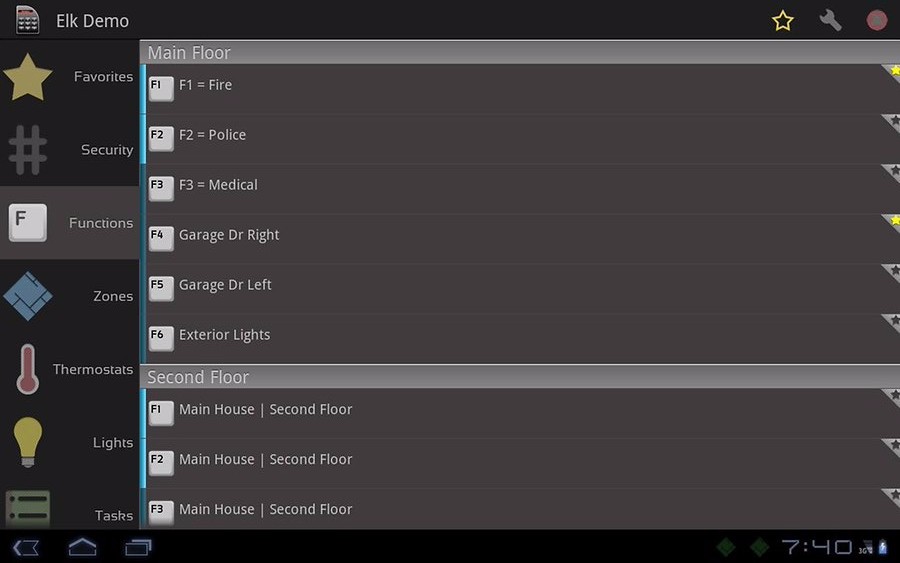 Elk Demo
Favorites
Security
F
Functions
Zones
Thermostats
Lights
Tasks
Main Floor
F1 F1 = Fire
F2 F2 = Police
F3 F3 = Medical
F4 Garage Dr Right
F5 Garage Dr Left
F6 Exterior Lights
Second Floor
F1 Main House | Second Floor
F2 Main House | Second Floor
F3 Main House | Second Floor
7:40 3G